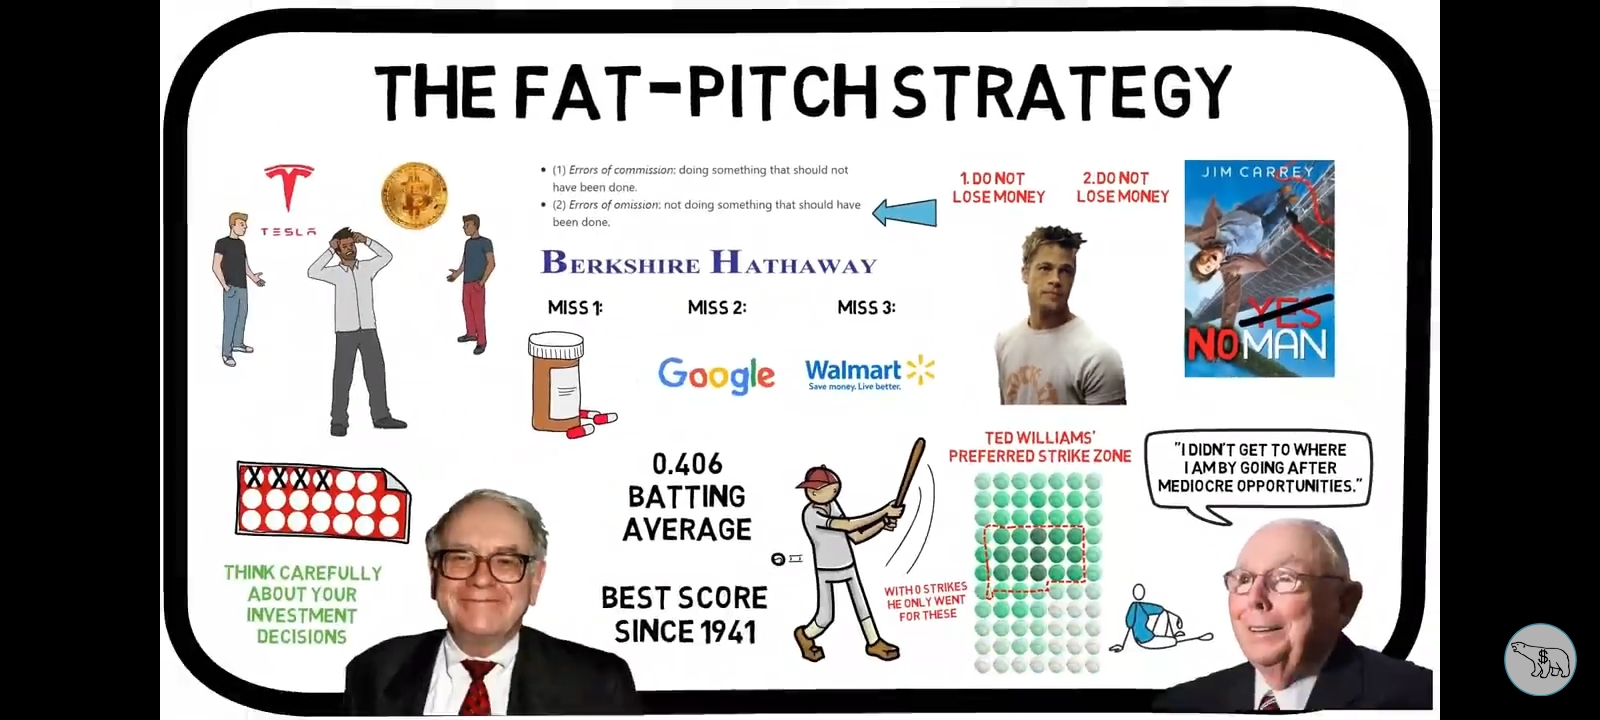 THE FAT-PITCH STRATEGY
TESLA
• (1) Errors of commission: doing something that should not
have been done.
• (2) Errors of omission: not doing something that should have
been done.
BERKSHIRE HATHAWAY
MISS 1:
MISS 2:
MISS 3:
Google
Walmart
Save money. Live better.
1. DO NOT
LOSE MONEY
2. DO NOT
LOSE MONEY
JIM CARREY
YES
NO MAN
X X X X
THINK CAREFULLY
ABOUT YOUR
INVESTMENT
DECISIONS
0.406
BATTING
AVERAGE
BEST SCORE
SINCE 1941
TED WILLIAMS'
PREFERRED STRIKE ZONE
WITH 0 STRIKES
HE ONLY WENT
FOR THESE
"I DIDN'T GET TO WHERE
I AM BY GOING AFTER
MEDIOCRE OPPORTUNITIES."
$